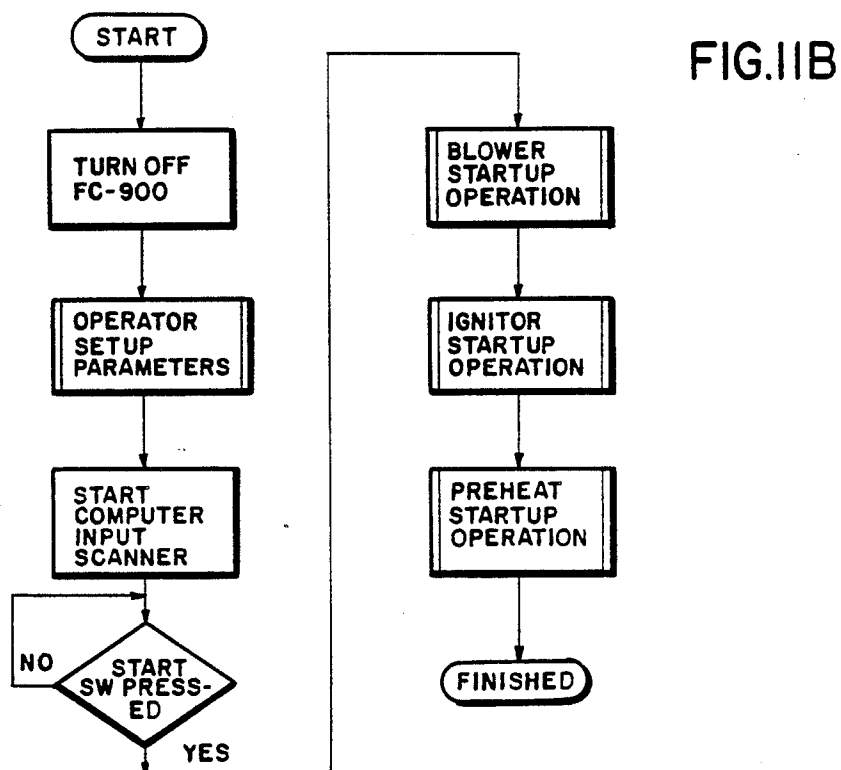 FIG.11B
START
TURN OFF
FC-900
OPERATOR
SETUP
PARAMETERS
START
COMPUTER
INPUT
SCANNER
NO
START
SW PRESS-
ED
YES
BLOWER
STARTUP
OPERATION
IGNITOR
STARTUP
OPERATION
PREHEAT
STARTUP
OPERATION
FINISHED